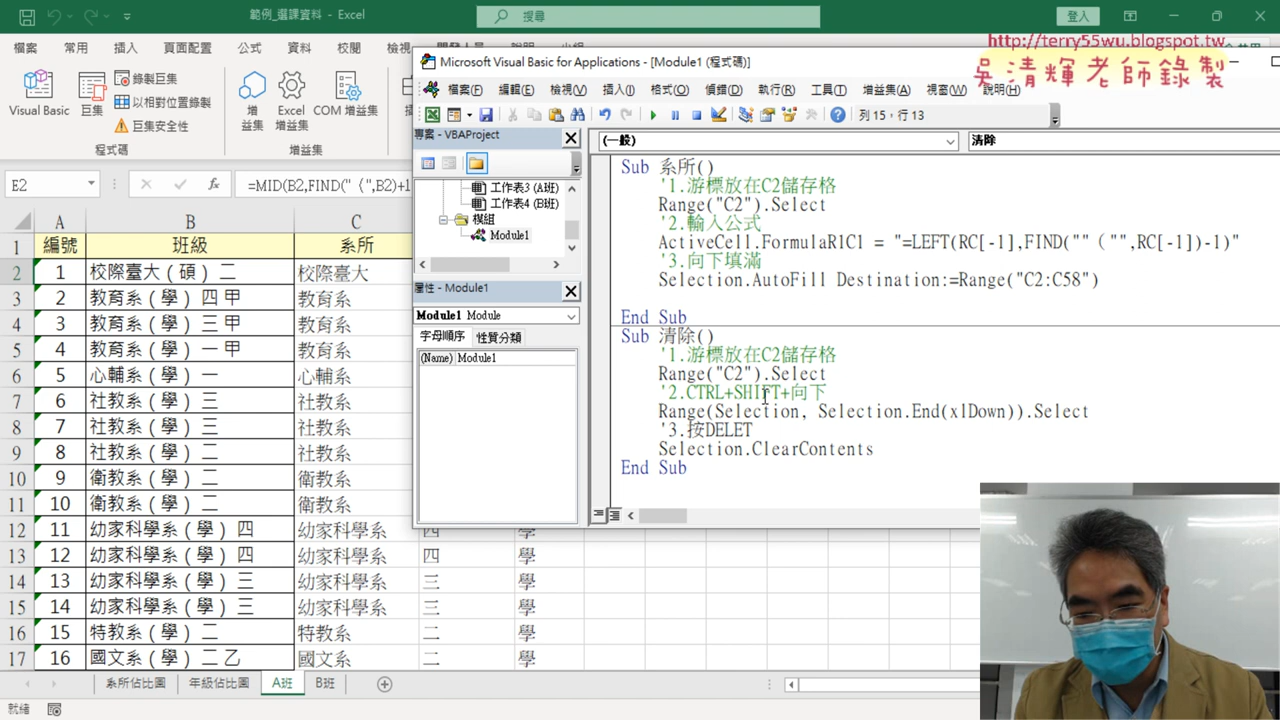 範例_選課資料 - Excel
搜尋
登入
http://terry55wu.blogspot.tw
吳清輝老師錄製
檔案 常用 插入 頁面配置 公式 資料 校閱 檢視
Visual Basic 巨集 錄製巨集 以相對位置錄製 巨集安全性
程式碼
增益集 Excel 增益集 COM 增益集
增益集
E2
=MID(B2,FIND("（",B2)+1
Microsoft Visual Basic for Applications - [Module1 (程式碼)]
檔案(F) 編輯(E) 檢視(V) 插入(I) 格式(O) 偵錯(D) 執行(R) 工具(T) 增益集(A) 視窗(W) 說明(H)
列 15，行 13
專案 - VBAProject
工作表3 (A班)
工作表4 (B班)
模組
Module1
屬性 - Module1
Module1 Module
字母順序 性質分類
(Name) Module1
(一般) 清除
Sub 系所()
'1.游標放在C2儲存格
Range("C2").Select
'2.輸入公式
ActiveCell.FormulaR1C1 = "=LEFT(RC[-1],FIND(""（"",RC[-1])-1)"
'3.向下填滿
Selection.AutoFill Destination:=Range("C2:C58")
End Sub
Sub 清除()
'1.游標放在C2儲存格
Range("C2").Select
'2.CTRL+SHIFT+向下
Range(Selection, Selection.End(xlDown)).Select
'3.按DELET
Selection.ClearContents
End Sub
A B C
1 編號 班級 系所
2 1 校際臺大（碩）二 校際臺大
3 2 教育系（學）四甲 教育系
4 3 教育系（學）三甲 教育系
5 4 教育系（學）一甲 教育系
6 5 心輔系（學）一 心輔系
7 6 社教系（學）三 社教系
8 7 社教系（學）二 社教系
9 8 社教系（學）二 社教系
10 9 衛教系（學）二 衛教系
11 10 衛教系（學）二 衛教系
12 11 幼家科學系（學）四 幼家科學系 四 學
13 12 幼家科學系（學）四 幼家科學系 四 學
14 13 幼家科學系（學）三 幼家科學系 三 學
15 14 幼家科學系（學）三 幼家科學系 三 學
16 15 特教系（學）二 特教系 二 學
17 16 國文系（學）二乙 國文系 二 學
系所佔比圖 年級佔比圖 A班 B班
就緒